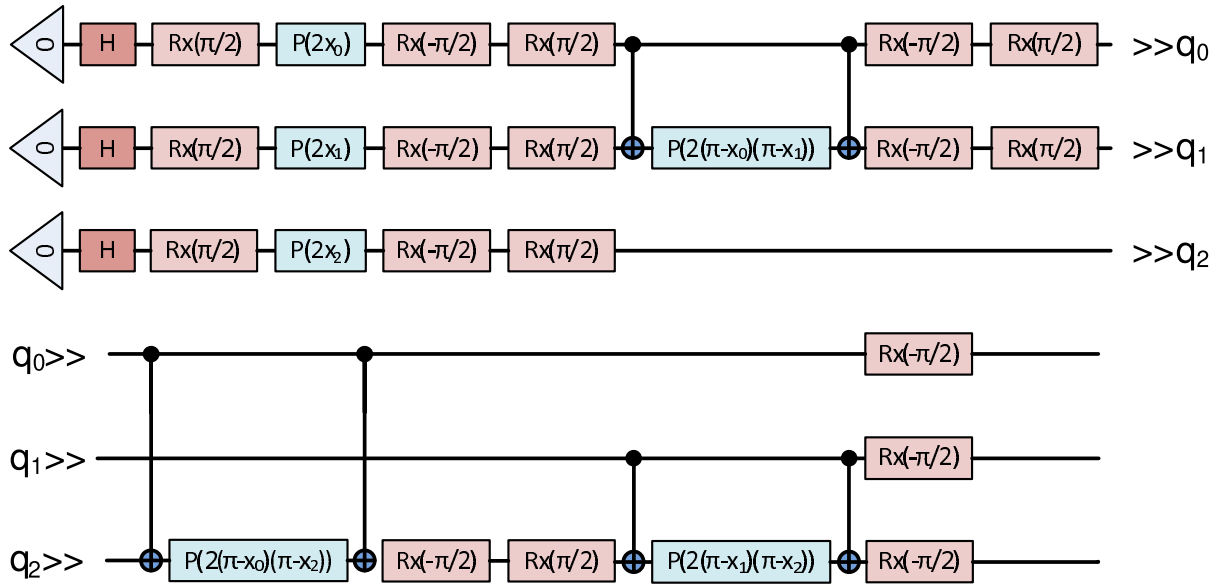 0 H Rx(π/2) P(2x₀) Rx(-π/2) Rx(π/2) Rx(-π/2) Rx(π/2) >>q₀
0 H Rx(π/2) P(2x₁) Rx(-π/2) Rx(π/2) P(2(π-x₀)(π-x₁)) Rx(-π/2) Rx(π/2) >>q₁
0 H Rx(π/2) P(2x₂) Rx(-π/2) Rx(π/2) >>q₂
q₀>> Rx(-π/2)
q₁>> Rx(-π/2)
q₂>> P(2(π-x₀)(π-x₂)) Rx(-π/2) Rx(π/2) P(2(π-x₁)(π-x₂)) Rx(-π/2)